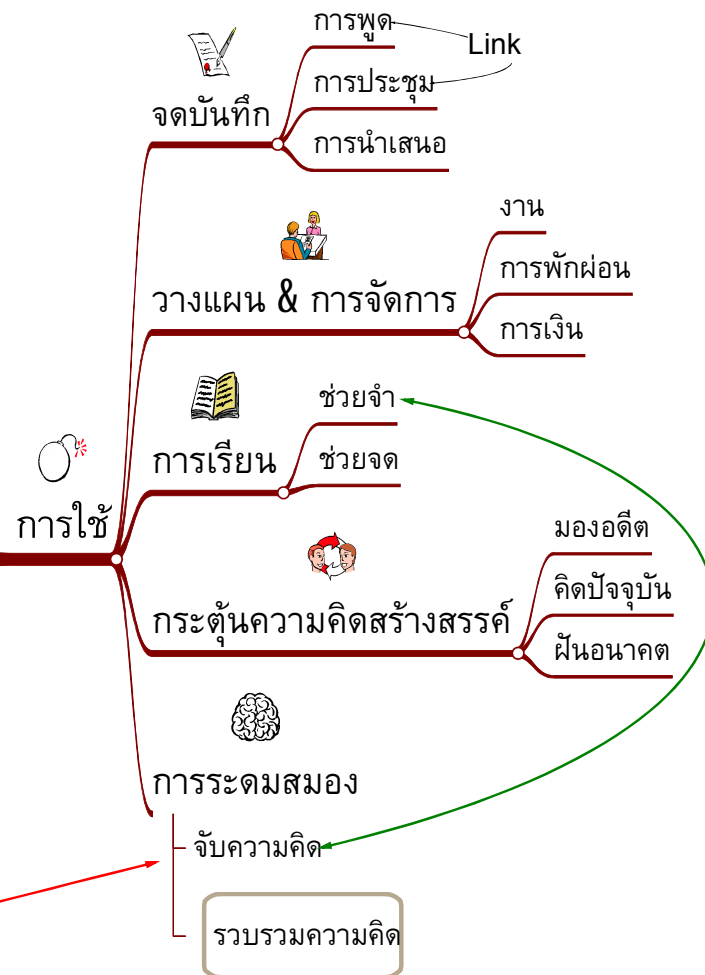 การใช้
จดบันทึก
การพูด
การประชุม
การนำเสนอ
Link
วางแผน & การจัดการ
งาน
การพักผ่อน
การเงิน
การเรียน
ช่วยจำ
ช่วยจด
กระตุ้นความคิดสร้างสรรค์
มองอดีต
คิดปัจจุบัน
ฝันอนาคต
การระดมสมอง
จับความคิด
รวบรวมความคิด